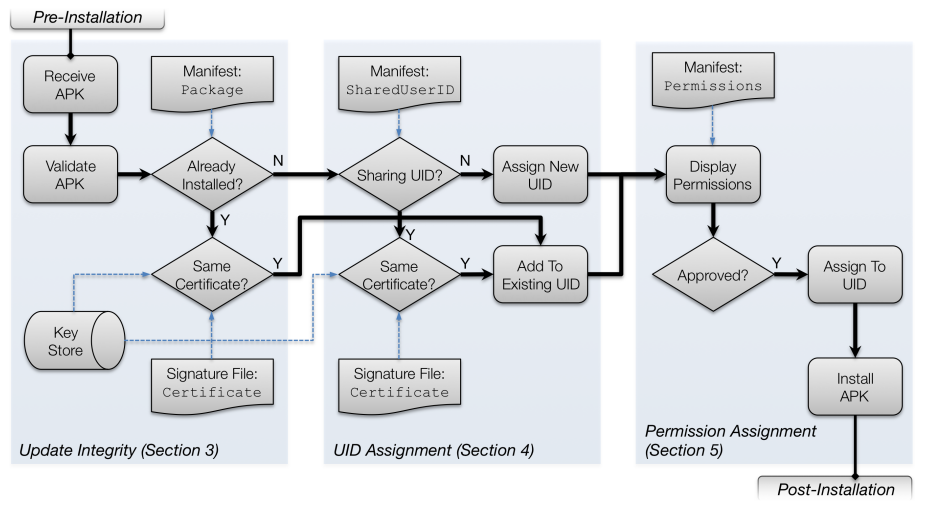 Pre-Installation
Receive
APK
Manifest:
Package
Manifest:
SharedUserID
Manifest:
Permissions
Validate
APK
Already
Installed?
N
Sharing UID?
N
Assign New
UID
Display
Permissions
Y
Y
Same
Certificate?
Y
Same
Certificate?
Y
Add To
Existing UID
Approved?
Y
Assign To
UID
Key
Store
Signature File:
Certificate
Signature File:
Certificate
Install
APK
Update Integrity (Section 3)
UID Assignment (Section 4)
Permission Assignment
(Section 5)
Post-Installation